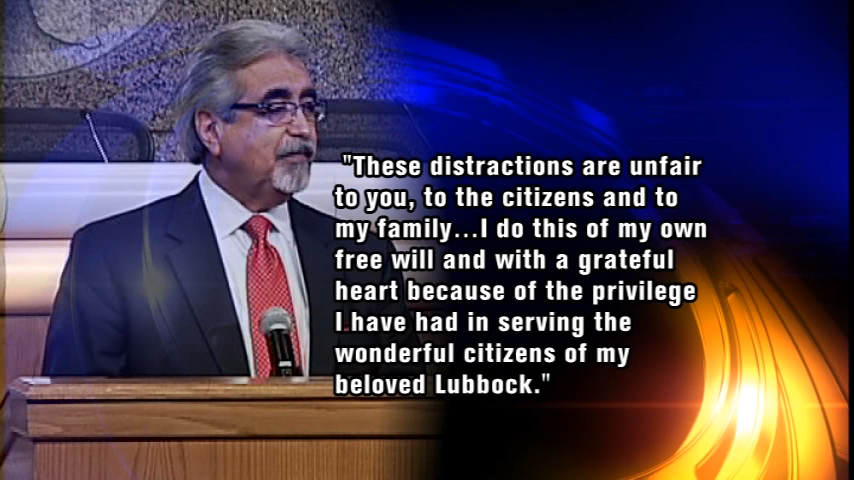 "These distractions are unfair
to you, to the citizens and to
my family...I do this of my own
free will and with a grateful
heart because of the privilege
I have had in serving the
wonderful citizens of my
beloved Lubbock."